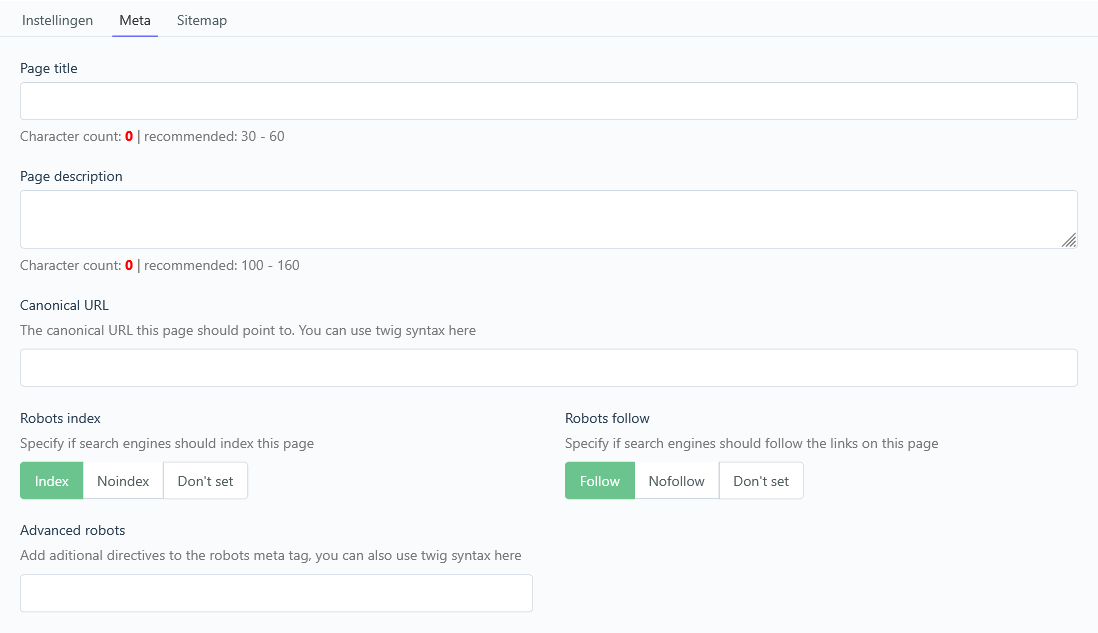 Instellingen Meta Sitemap
Page title
Character count: 0 | recommended: 30 - 60
Page description
Character count: 0 | recommended: 100 - 160
Canonical URL
The canonical URL this page should point to. You can use twig syntax here
Robots index Robots follow
Specify if search engines should index this page Specify if search engines should follow the links on this page
Index Noindex Don't set Follow Nofollow Don't set
Advanced robots
Add aditional directives to the robots meta tag, you can also use twig syntax here